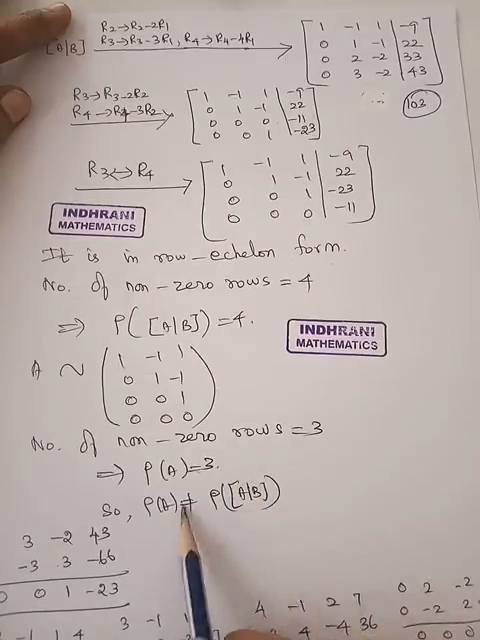 R2→R2-2R1
[A|B] R3→R3-3R1, R4→R4-4R1
1 -1 1 | -9
0 1 -1 | 22
0 2 -2 | 33
0 3 -2 | 43
103
R3→R3-2R2
R4→R4-3R2
1 -1 1 | -9
0 1 -1 | 22
0 0 0 | -11
0 0 1 | -23
R3↔R4
1 -1 1 | -9
0 1 -1 | 22
0 0 1 | -23
0 0 0 | -11
INDHRANI
MATHEMATICS
It is in row-echelon form.
No. of non-zero rows = 4
⇒ ρ([A|B]) = 4.
INDHRANI
MATHEMATICS
A ~
1 -1 1
0 1 -1
0 0 1
0 0 0
No. of non-zero rows = 3
⇒ ρ(A) = 3.
So, ρ(A) ≠ ρ([A|B])
3 -2 43
-3 3 -66
0 0 1 -23
4 -1 2 7
4 -4 36
0 2 -2
0 -2 2
0 0 0